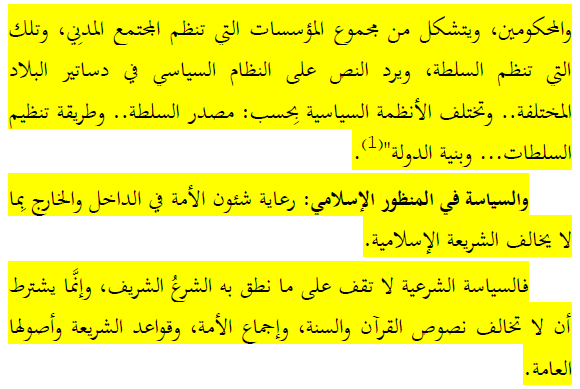 والمحكومين، ويتشكل من مجموع المؤسسات التي تنظم المجتمع المدنِي، وتلك
التي تنظم السلطة، ويرد النص على النظام السياسي في دساتير البلاد
المختلفة.. وتختلف الأنظمة السياسية بِحسب: مصدر السلطة.. وطريقة تنظيم
السلطات... وبنية الدولة"(1).
والسياسة في المنظور الإسلامي: رعاية شئون الأمة في الداخل والخارج بِما
لا يخالف الشريعة الإسلامية.
فالسياسة الشرعية لا تقف على ما نطق به الشرعُ الشريف، وإنَّما يشترط
أن لا تخالف نصوص القرآن والسنة، وإجماع الأمة، وقواعد الشريعة وأصولها
العامة.